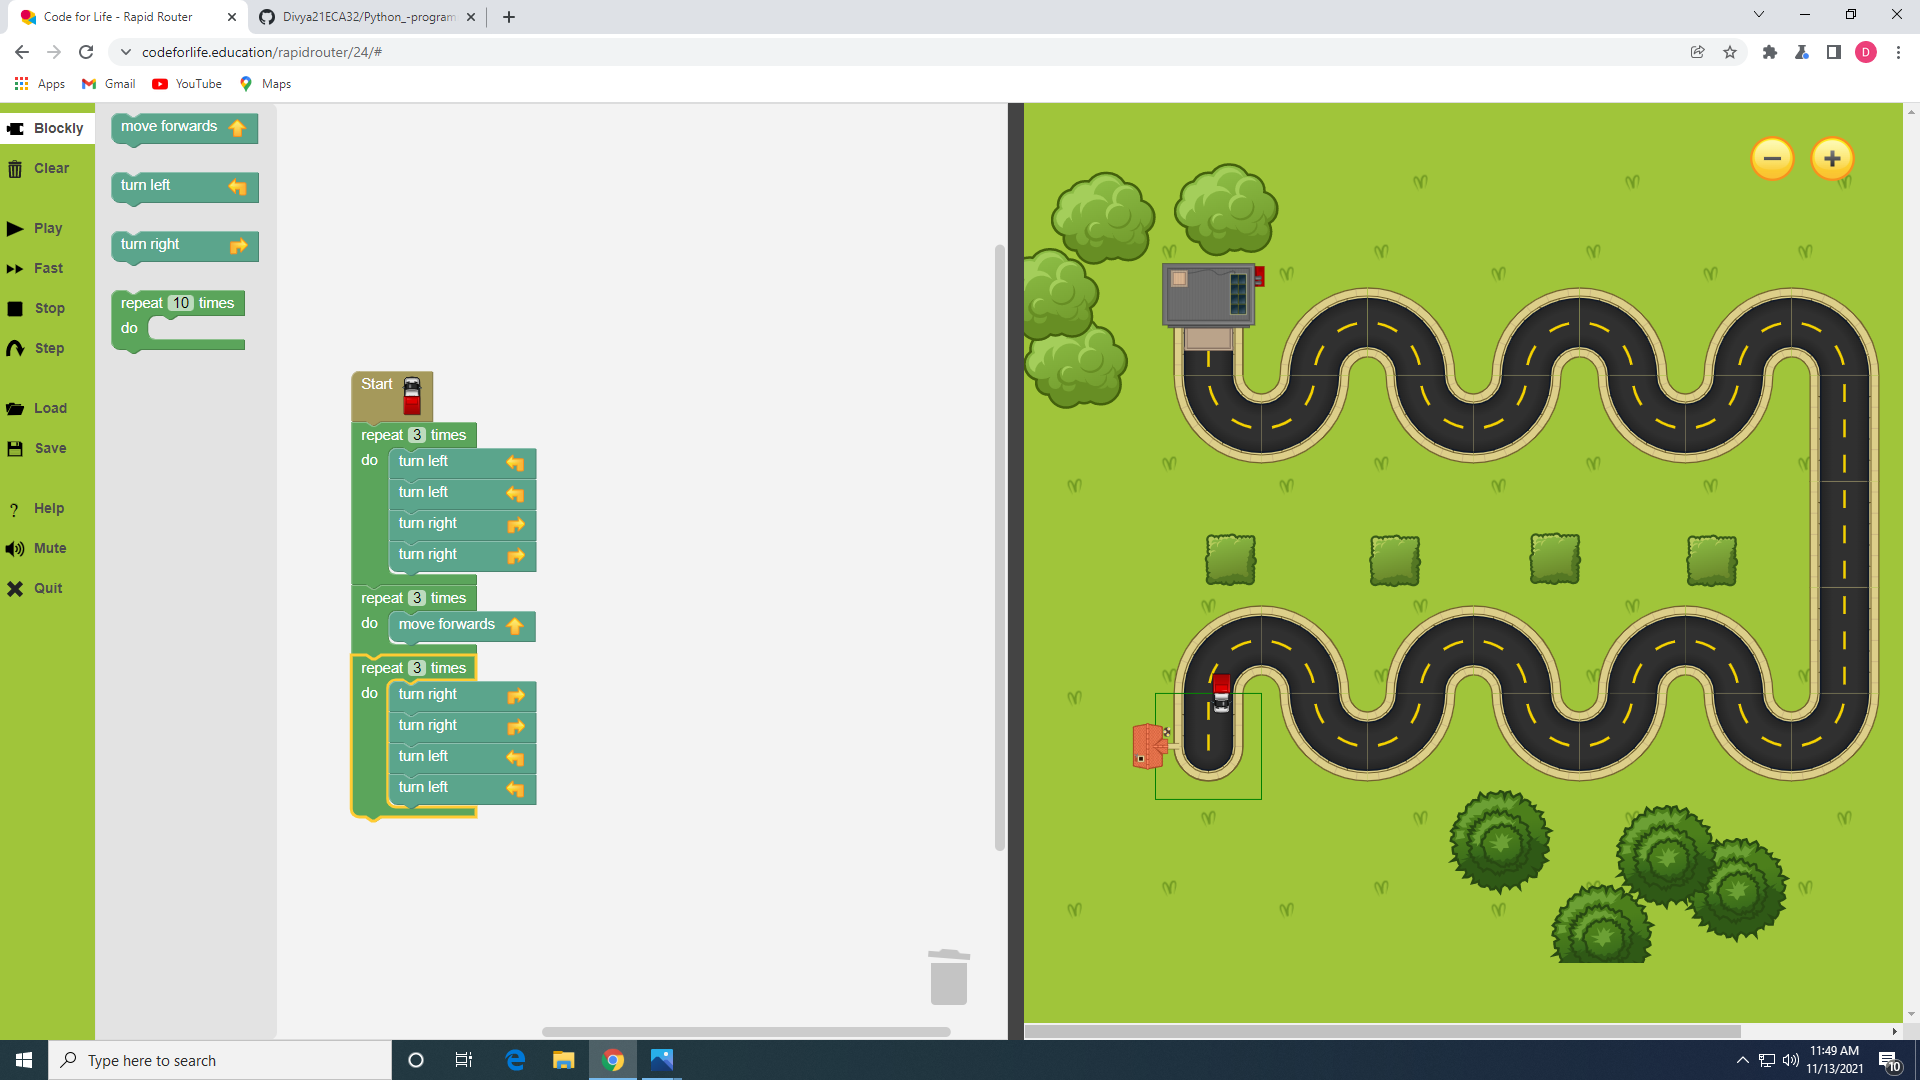 Code for Life - Rapid Router
Divya21ECA32/Python_-program
codeforlife.education/rapidrouter/24/#
D
Apps
Gmail
YouTube
Maps
Blockly
Clear
Play
Fast
Stop
Step
Load
Save
? Help
Mute
Quit
move forwards
turn left
turn right
repeat 10 times
do
Start
repeat 3 times
do turn left
turn left
turn right
turn right
repeat 3 times
do move forwards
repeat 3 times
do turn right
turn right
turn left
turn left
Type here to search
11:49 AM
11/13/2021
10